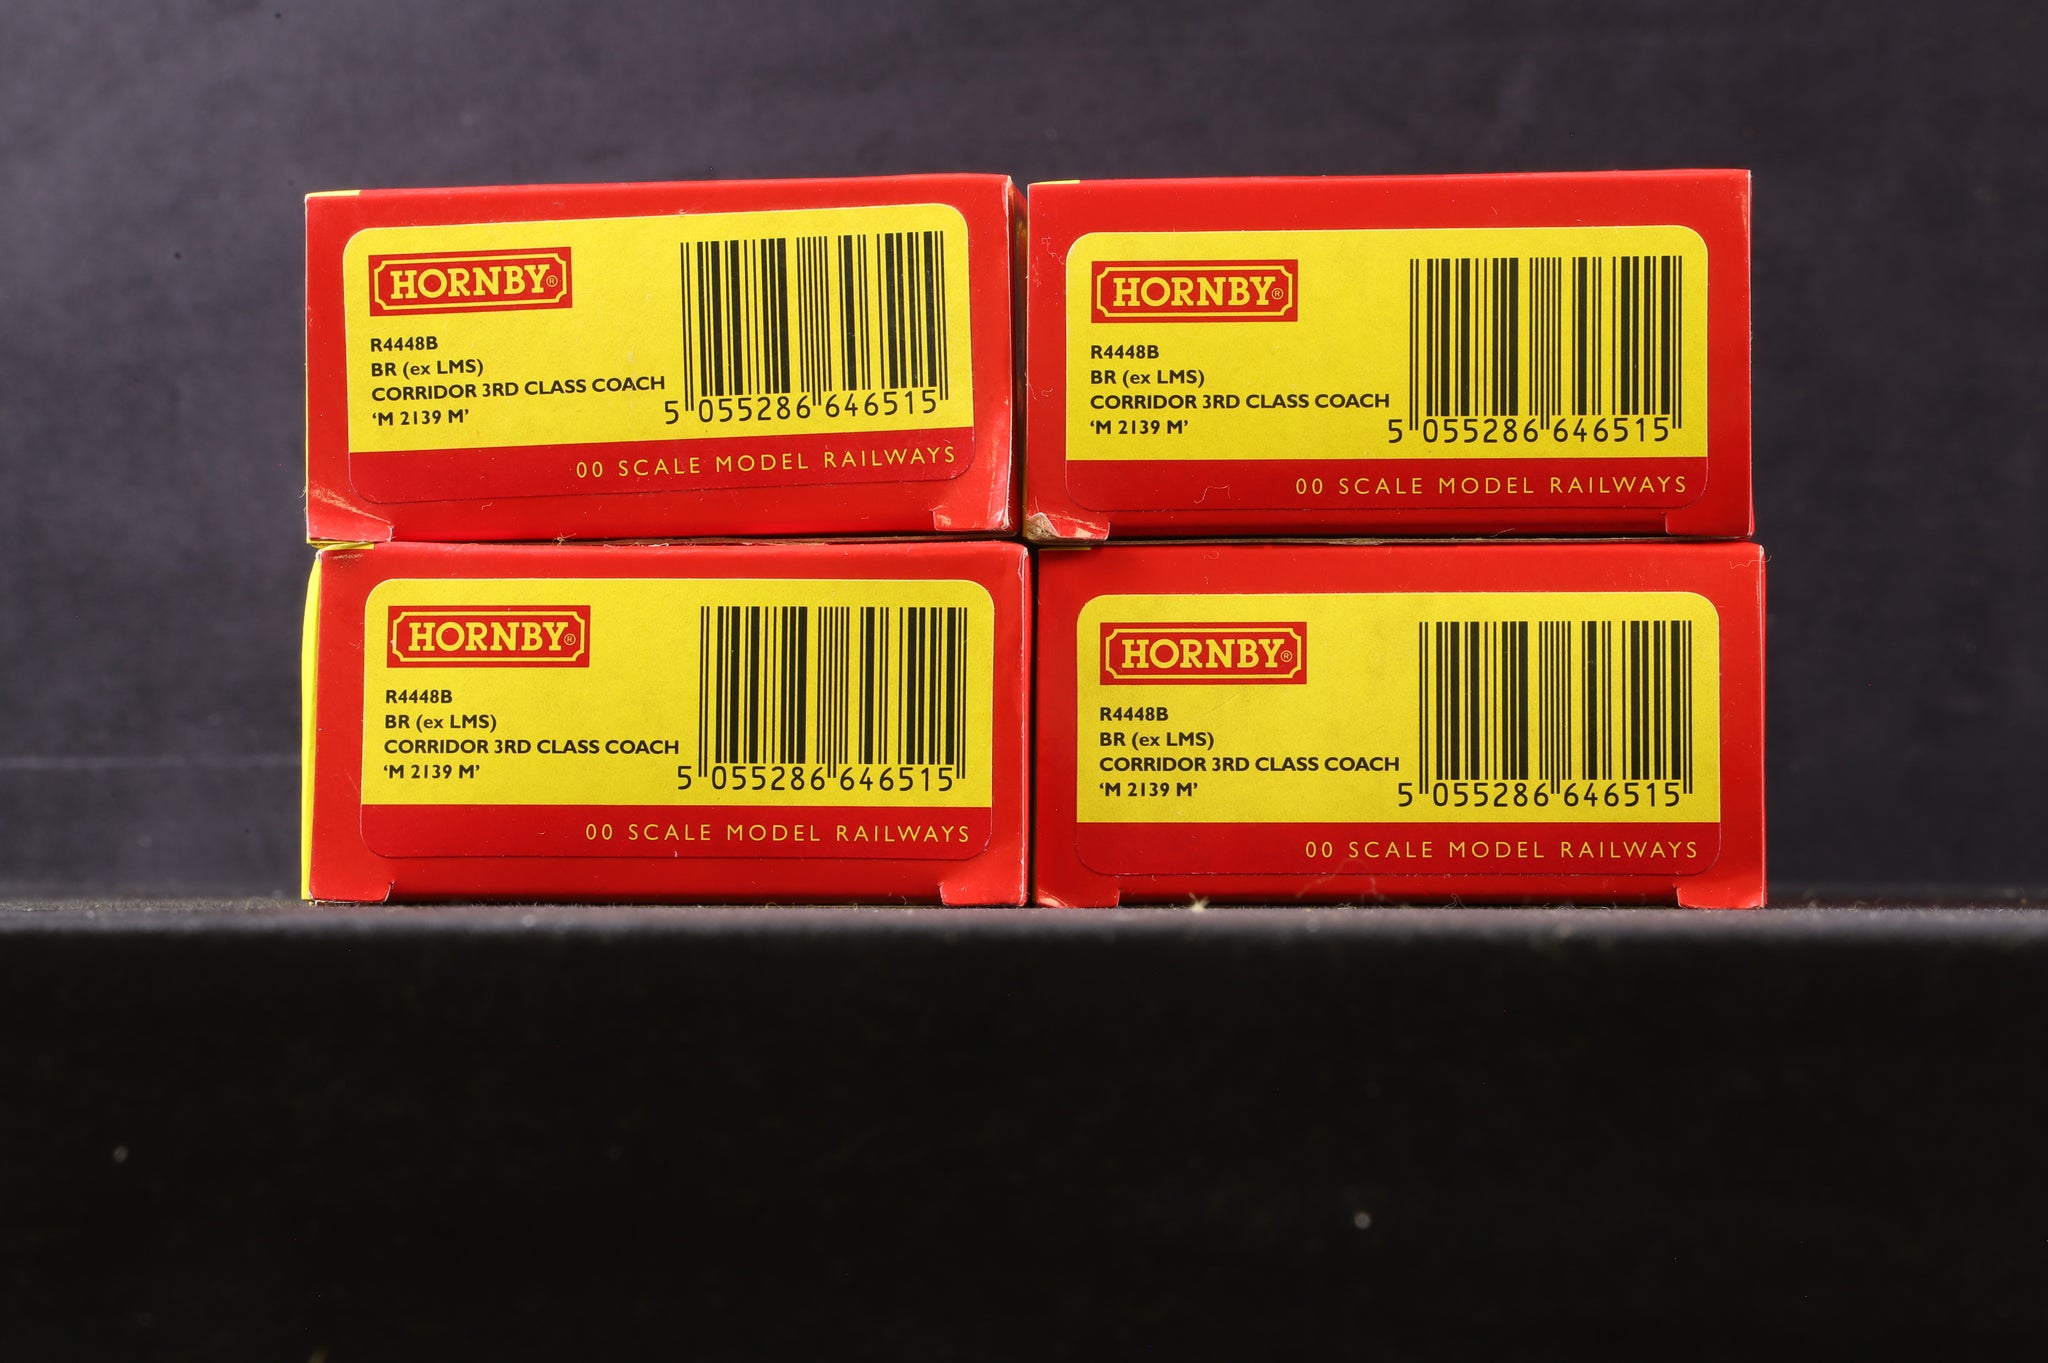 HORNBY®
R4448B
BR (ex LMS)
CORRIDOR 3RD CLASS COACH
‘M 2139 M’
5 055286 646515
00 SCALE MODEL RAILWAYS
HORNBY®
R4448B
BR (ex LMS)
CORRIDOR 3RD CLASS COACH
‘M 2139 M’
5 055286 646515
00 SCALE MODEL RAILWAYS
HORNBY®
R4448B
BR (ex LMS)
CORRIDOR 3RD CLASS COACH
‘M 2139 M’
5 055286 646515
00 SCALE MODEL RAILWAYS
HORNBY®
R4448B
BR (ex LMS)
CORRIDOR 3RD CLASS COACH
‘M 2139 M’
5 055286 646515
00 SCALE MODEL RAILWAYS